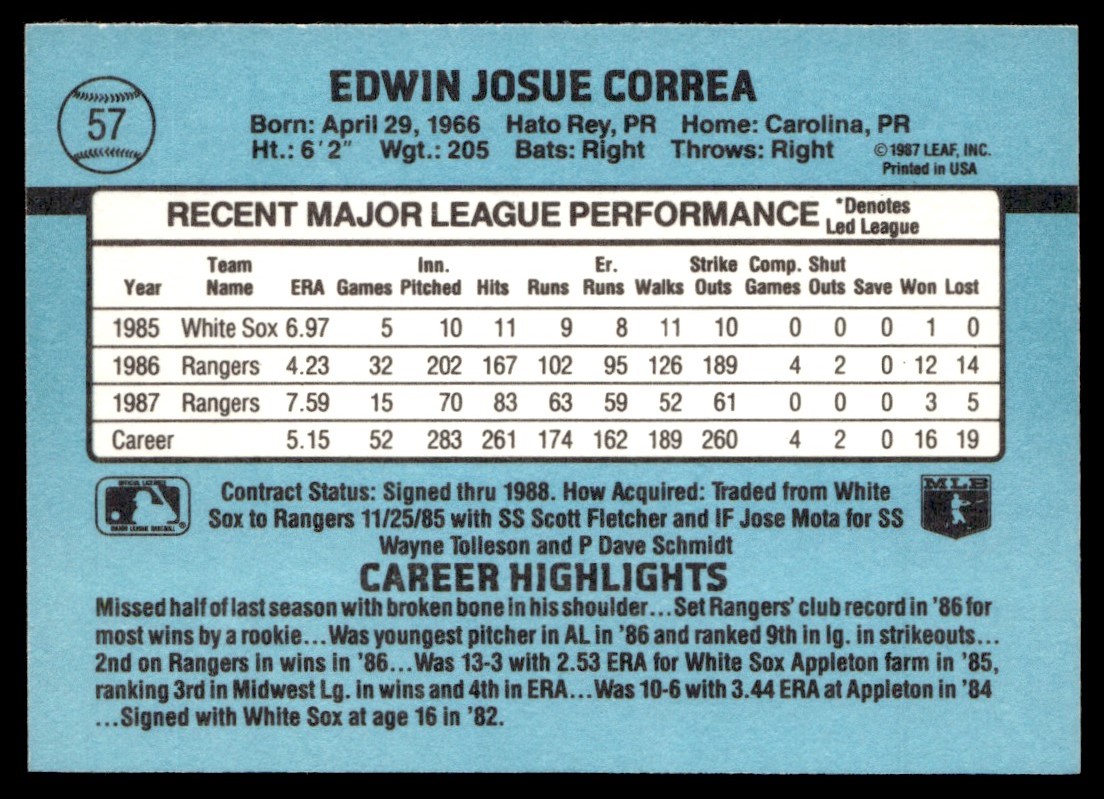 57
EDWIN JOSUE CORREA
Born: April 29, 1966 Hato Rey, PR Home: Carolina, PR
Ht.: 6'2" Wgt.: 205 Bats: Right Throws: Right ©1987 LEAF, INC.
Printed in USA
RECENT MAJOR LEAGUE PERFORMANCE *Denotes
Led League
Team Inn. Er. Strike Comp. Shut
Year Name ERA Games Pitched Hits Runs Runs Walks Outs Games Outs Save Won Lost
1985 White Sox 6.97 5 10 11 9 8 11 10 0 0 0 1 0
1986 Rangers 4.23 32 202 167 102 95 126 189 4 2 0 12 14
1987 Rangers 7.59 15 70 83 63 59 52 61 0 0 0 3 5
Career 5.15 52 283 261 174 162 189 260 4 2 0 16 19
OFFICIAL LICENSEE
MAJOR LEAGUE BASEBALL
MLB
Contract Status: Signed thru 1988. How Acquired: Traded from White
Sox to Rangers 11/25/85 with SS Scott Fletcher and IF Jose Mota for SS
Wayne Tolleson and P Dave Schmidt
CAREER HIGHLIGHTS
Missed half of last season with broken bone in his shoulder...Set Rangers' club record in '86 for
most wins by a rookie...Was youngest pitcher in AL in '86 and ranked 9th in lg. in strikeouts...
2nd on Rangers in wins in '86...Was 13-3 with 2.53 ERA for White Sox Appleton farm in '85,
ranking 3rd in Midwest Lg. in wins and 4th in ERA...Was 10-6 with 3.44 ERA at Appleton in '84
...Signed with White Sox at age 16 in '82.